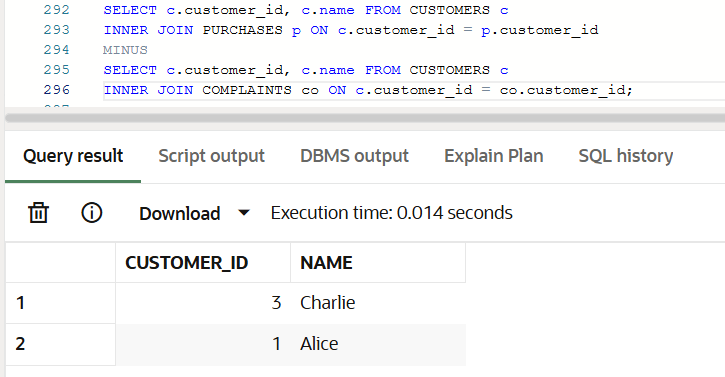 292 SELECT c.customer_id, c.name FROM CUSTOMERS c
293 INNER JOIN PURCHASES p ON c.customer_id = p.customer_id
294 MINUS
295 SELECT c.customer_id, c.name FROM CUSTOMERS c
296 INNER JOIN COMPLAINTS co ON c.customer_id = co.customer_id;
Query result Script output DBMS output Explain Plan SQL history
Download Execution time: 0.014 seconds
CUSTOMER_ID NAME
1 3 Charlie
2 1 Alice